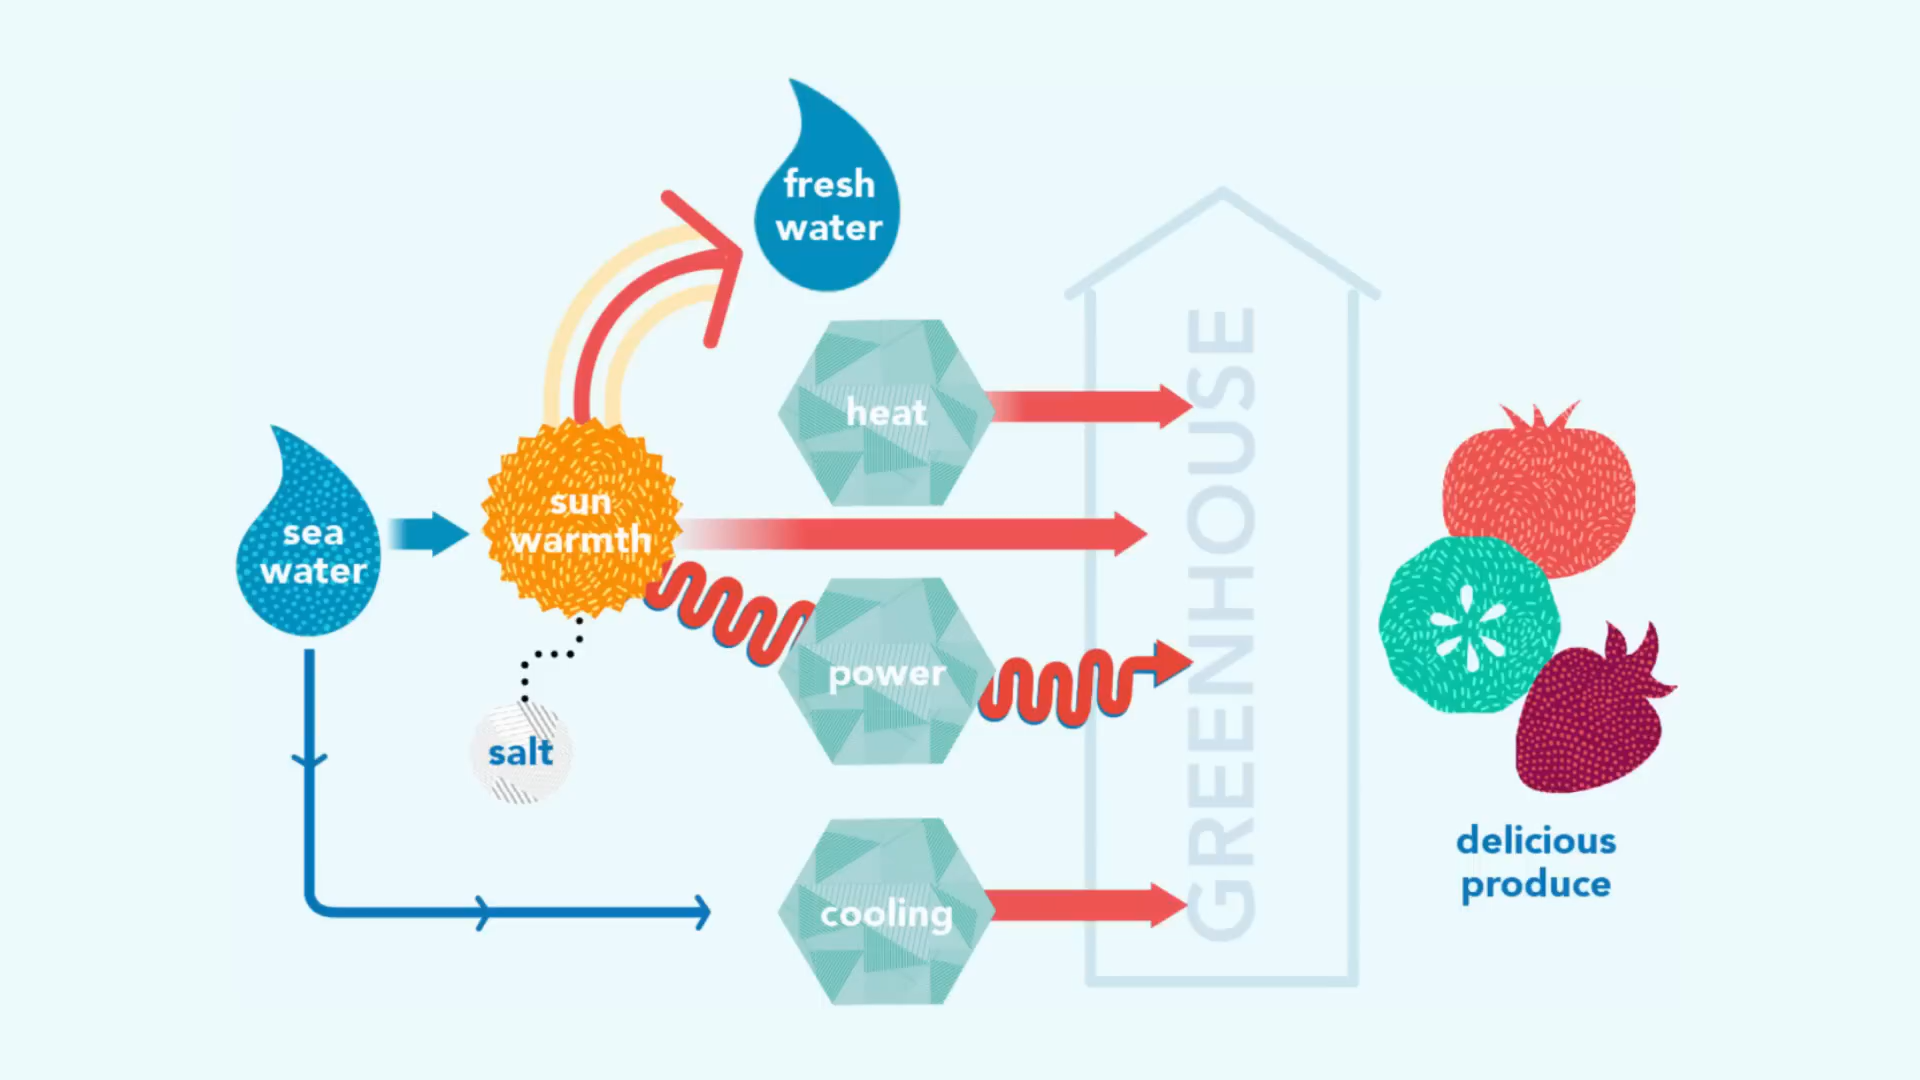 fresh
water
heat
sun
warmth
sea
water
power
salt
cooling
GREENHOUSE
delicious
produce